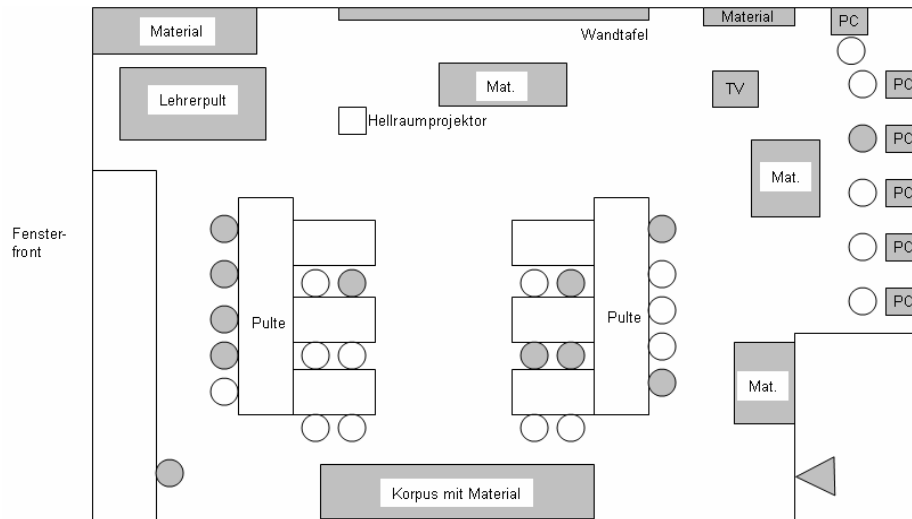 Material
Wandtafel
Material
PC
Lehrerpult
Mat.
TV
PC
Hellraumprojektor
PC
Mat.
PC
Fenster-
front
PC
Pulte
Pulte
PC
Mat.
Korpus mit Material